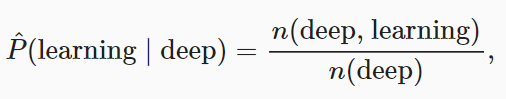 P̂(learning | deep) = n(deep, learning) / n(deep),